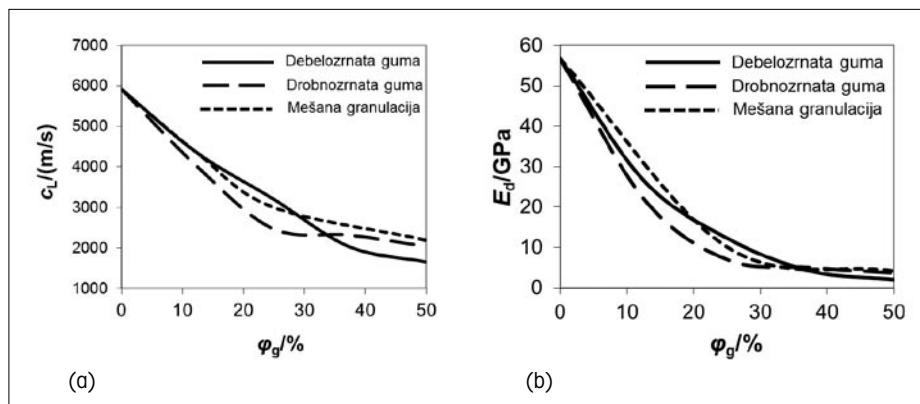 7000
6000
5000
4000
3000
2000
1000
c_L/(m/s)
Debelozrnata guma
Drobnozrnata guma
Mešana granulacija
0 10 20 30 40 50
φ_g/%
(a)
60
50
40
30
20
10
0
E_d/GPa
Debelozrnata guma
Drobnozrnata guma
Mešana granulacija
0 10 20 30 40 50
φ_g/%
(b)